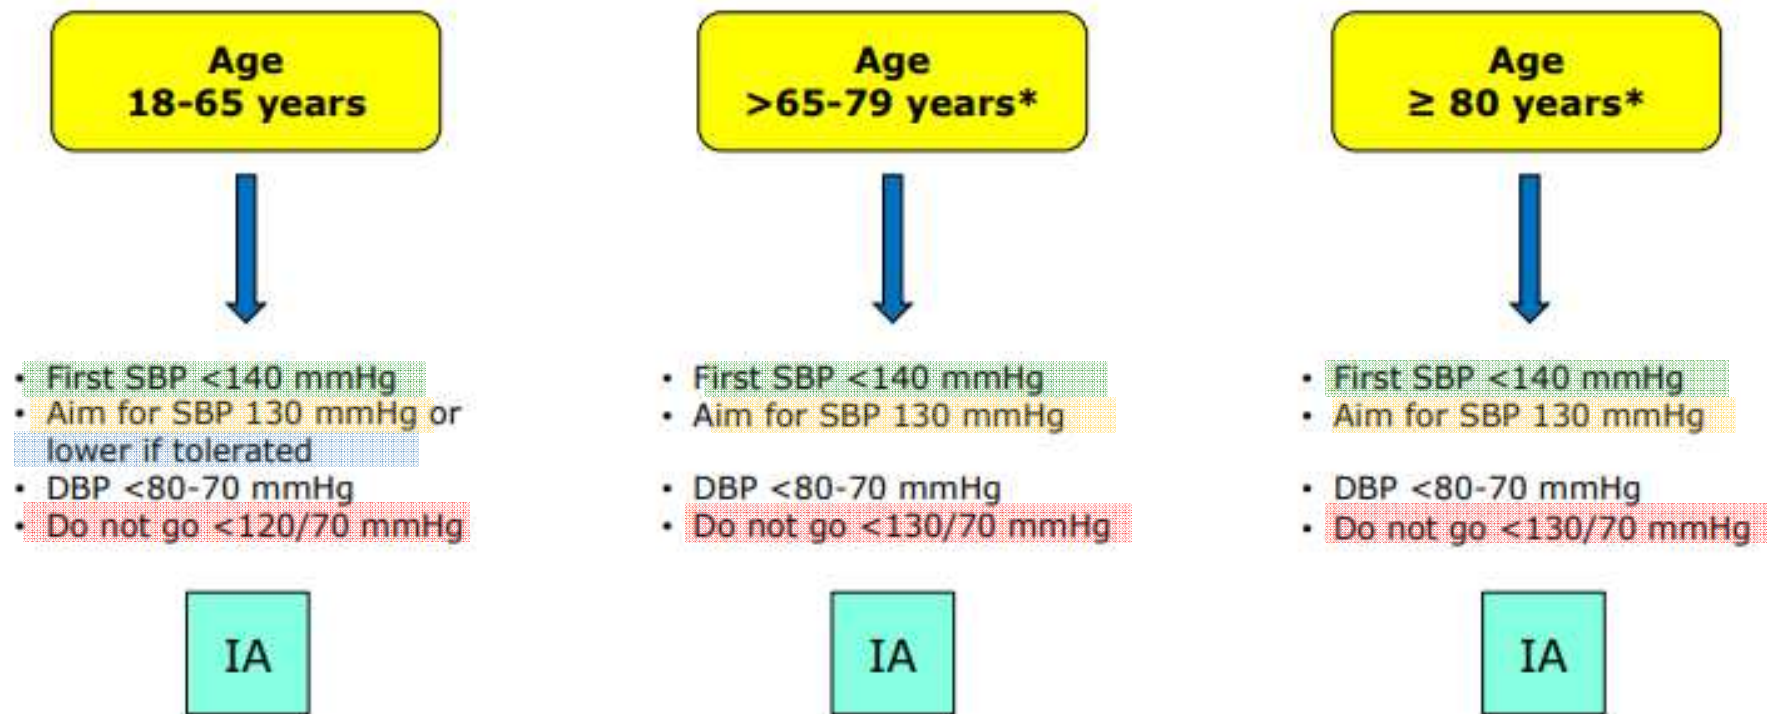 Age
18-65 years
• First SBP <140 mmHg
• Aim for SBP 130 mmHg or
lower if tolerated
• DBP <80-70 mmHg
• Do not go <120/70 mmHg
IA
Age
>65-79 years*
• First SBP <140 mmHg
• Aim for SBP 130 mmHg
• DBP <80-70 mmHg
• Do not go <130/70 mmHg
IA
Age
≥ 80 years*
• First SBP <140 mmHg
• Aim for SBP 130 mmHg
• DBP <80-70 mmHg
• Do not go <130/70 mmHg
IA